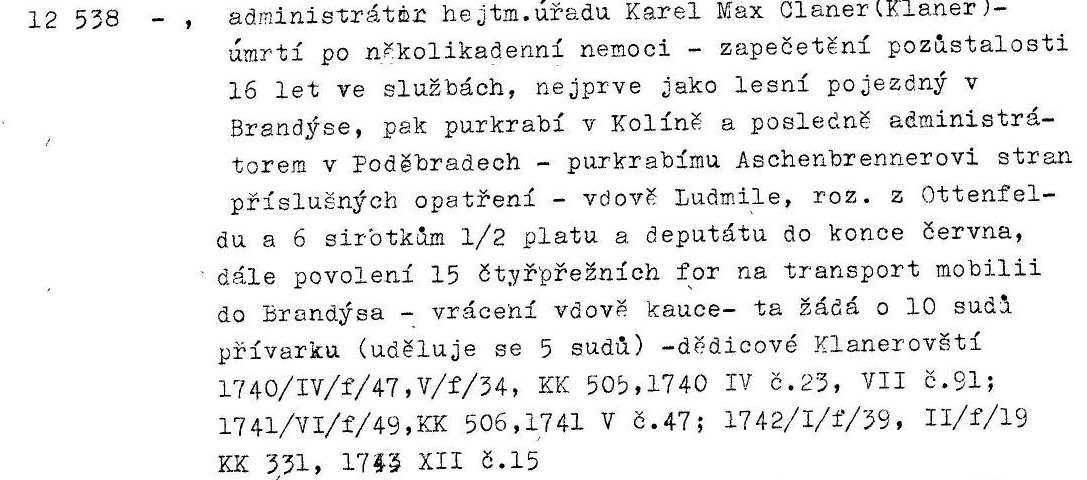 12 538 - , administrátor hejtm.úřadu Karel Max Claner(Klaner)-
úmrtí po několikadenní nemoci - zapečetění pozůstalosti
16 let ve službách, nejprve jako lesní pojezdný v
Brandýse, pak purkrabí v Kolíně a posledně administrá-
torem v Poděbradech - purkrabímu Aschenbrennerovi stran
příslušných opatření - vdově Ludmile, roz. z Ottenfel-
du a 6 sirotkům 1/2 platu a deputátu do konce června,
dále povolení 15 čtyřpřežních for na transport mobilii
do Brandýsa - vrácení vdově kauce- ta žádá o 10 sudů
přívarku (uděluje se 5 sudů) -dědicové Klanerovští
1740/IV/f/47,V/f/34, KK 505,1740 IV č.23, VII č.91;
1741/VI/f/49,KK 506,1741 V č.47; 1742/I/f/39, II/f/19
KK 331, 1743 XII č.15